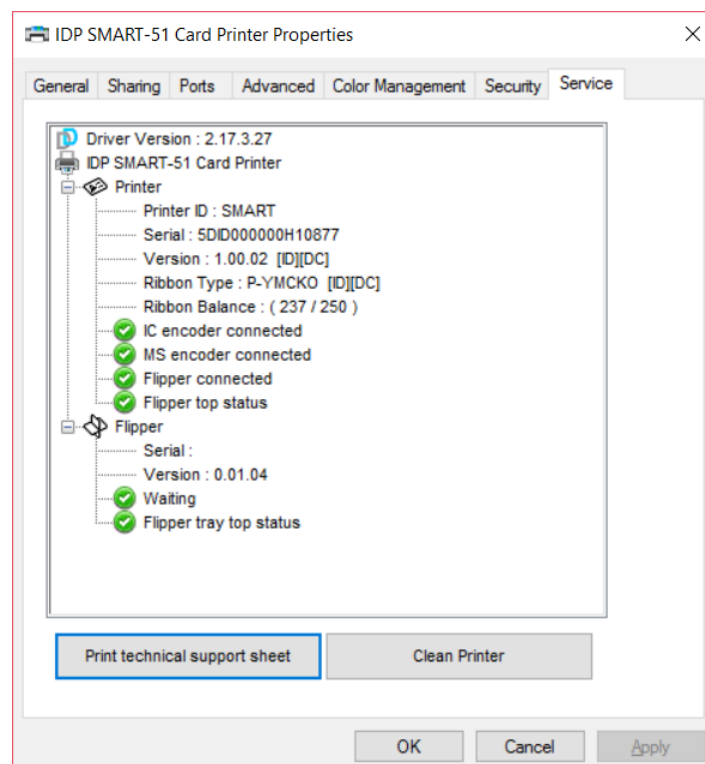 IDP SMART-51 Card Printer Properties
General Sharing Ports Advanced Color Management Security Service
Driver Version : 2.17.3.27
IDP SMART-51 Card Printer
Printer
Printer ID : SMART
Serial : 5DID000000H10877
Version : 1.00.02 [ID][DC]
Ribbon Type : P-YMCKO [ID][DC]
Ribbon Balance : ( 237 / 250 )
IC encoder connected
MS encoder connected
Flipper connected
Flipper top status
Flipper
Serial :
Version : 0.01.04
Waiting
Flipper tray top status
Print technical support sheet Clean Printer
OK Cancel Apply